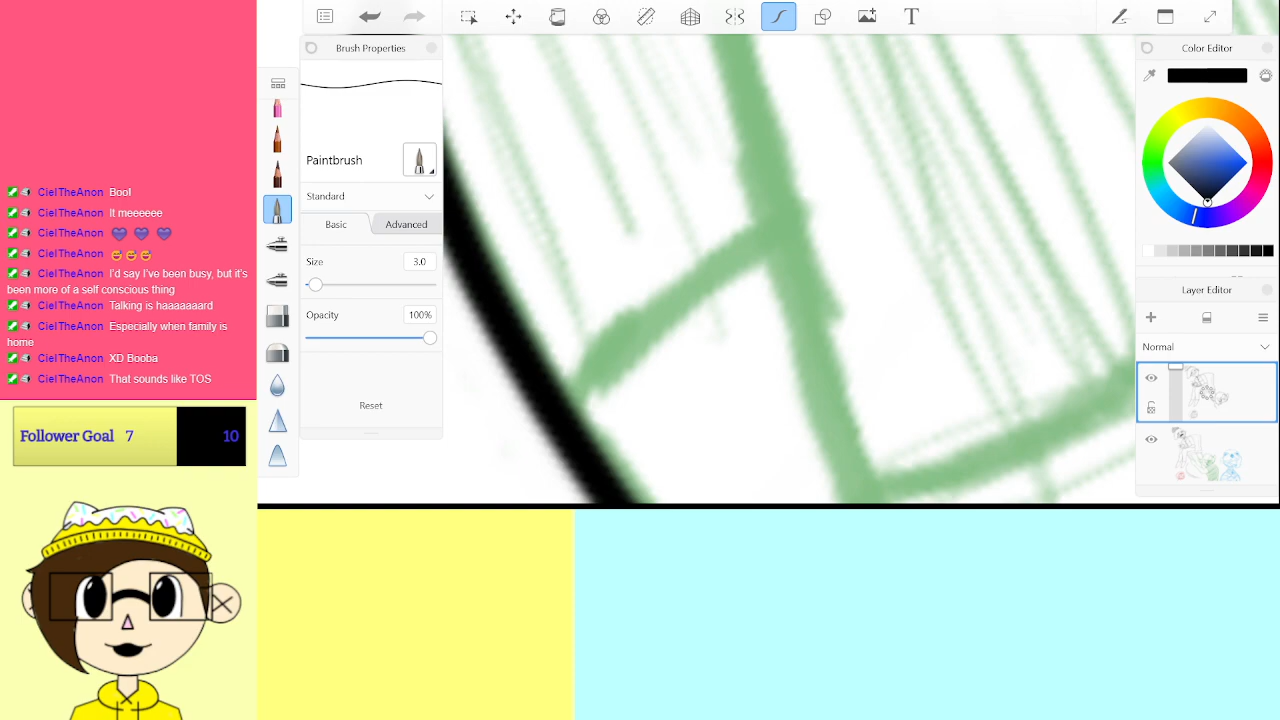 CielTheAnon Boo!
CielTheAnon It meeeeee
CielTheAnon
CielTheAnon
CielTheAnon I'd say I've been busy, but it's
been more of a self conscious thing
CielTheAnon Talking is haaaaaaard
CielTheAnon Especially when family is
home
CielTheAnon XD Booba
CielTheAnon That sounds like TOS
Follower Goal 7 10
Brush Properties
Paintbrush
Standard
Basic Advanced
Size 3.0
Opacity 100%
Reset
T
Color Editor
Layer Editor
Normal